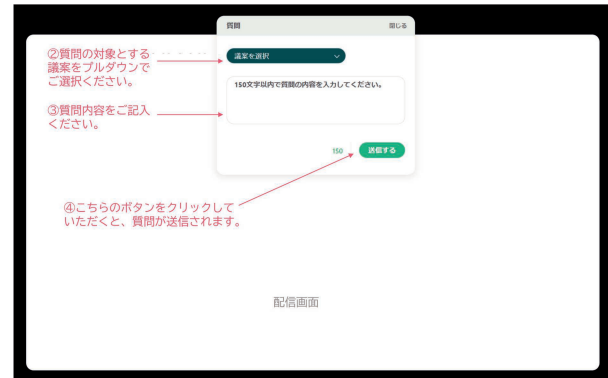 質問
閉じる
②質問の対象とする
議案をプルダウンで
ご選択ください。
議案を選択
150文字以内で質問の内容を入力してください。
③質問内容をご記入
ください。
150
送信する
④こちらのボタンをクリックして
いただくと、質問が送信されます。
配信画面